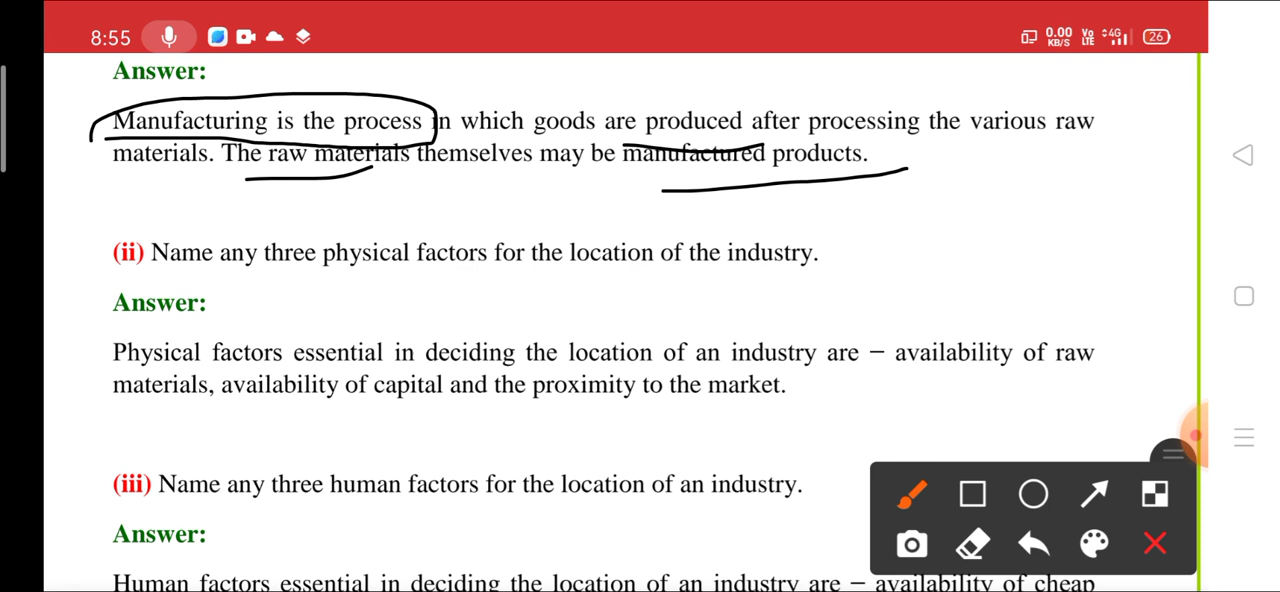 8:55
0.00 KB/S Vo LTE 4G 26
Answer:
Manufacturing is the process in which goods are produced after processing the various raw
materials. The raw materials themselves may be manufactured products.
(ii) Name any three physical factors for the location of the industry.
Answer:
Physical factors essential in deciding the location of an industry are − availability of raw
materials, availability of capital and the proximity to the market.
(iii) Name any three human factors for the location of an industry.
Answer:
Human factors essential in deciding the location of an industry are − availability of cheap